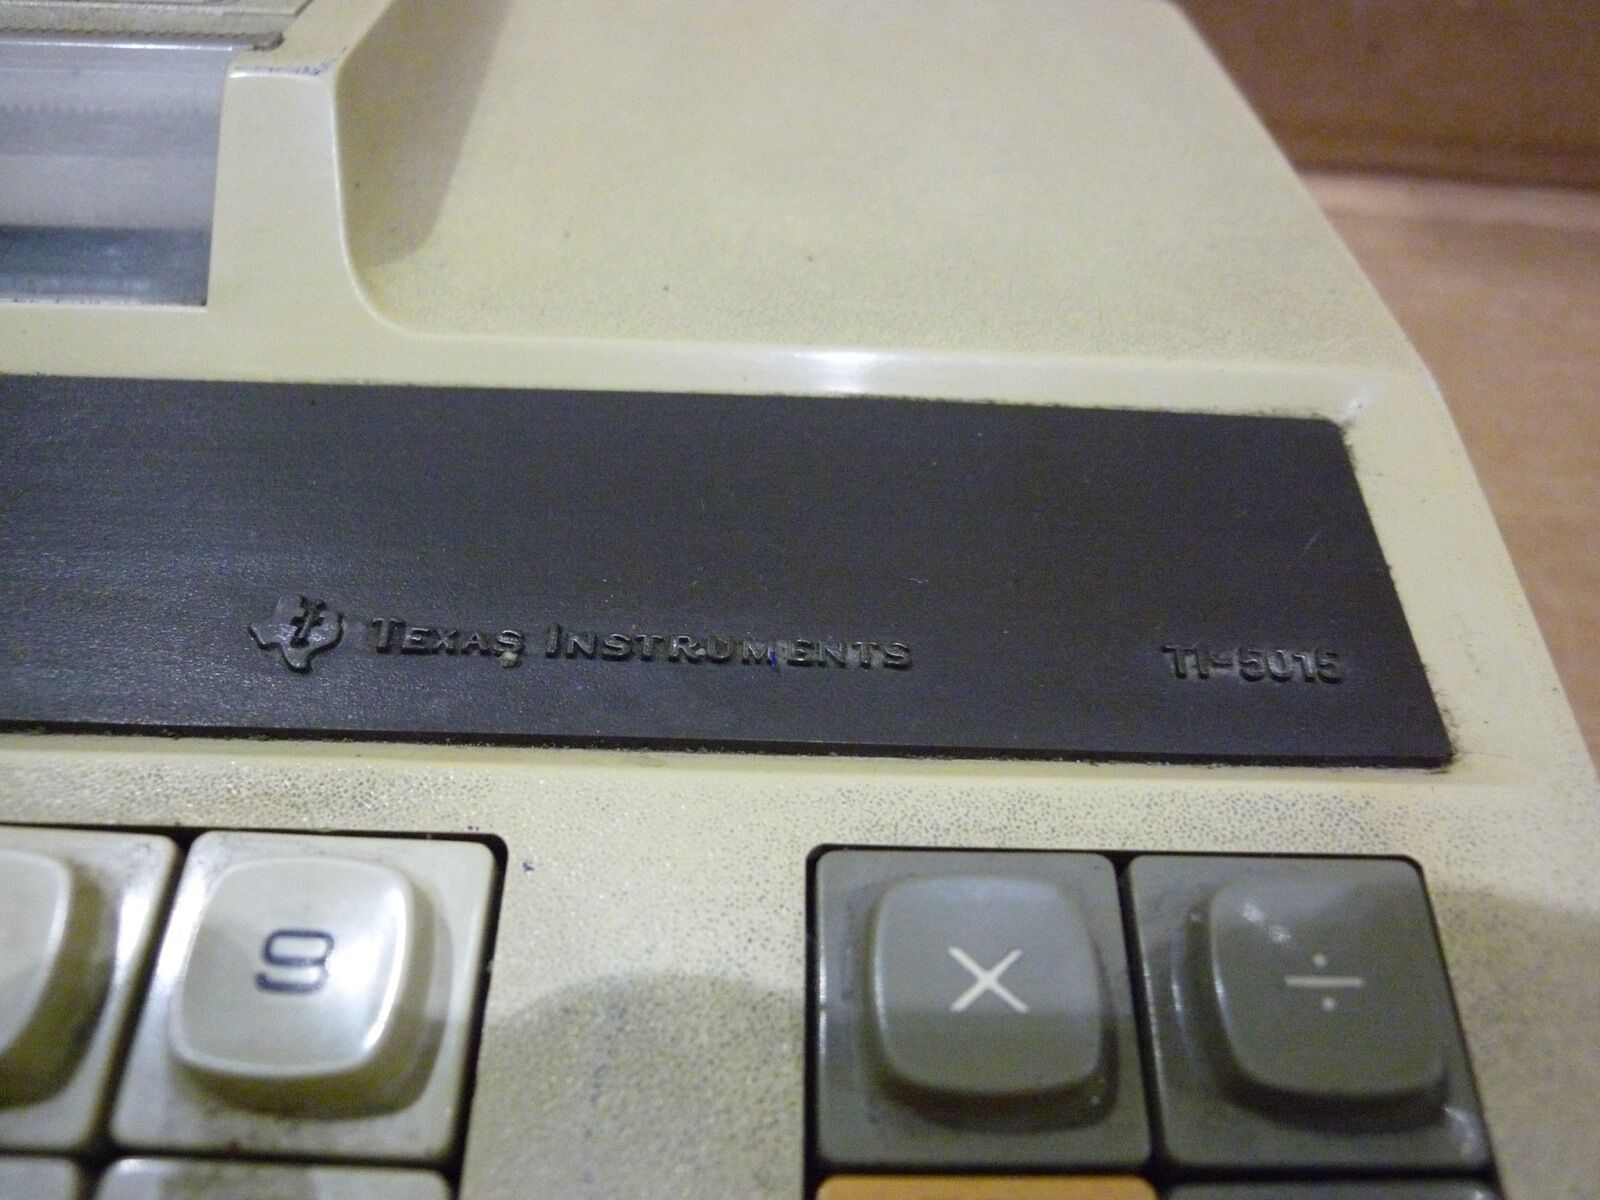 TEXAS INSTRUMENTS TI-5015
9 × ÷